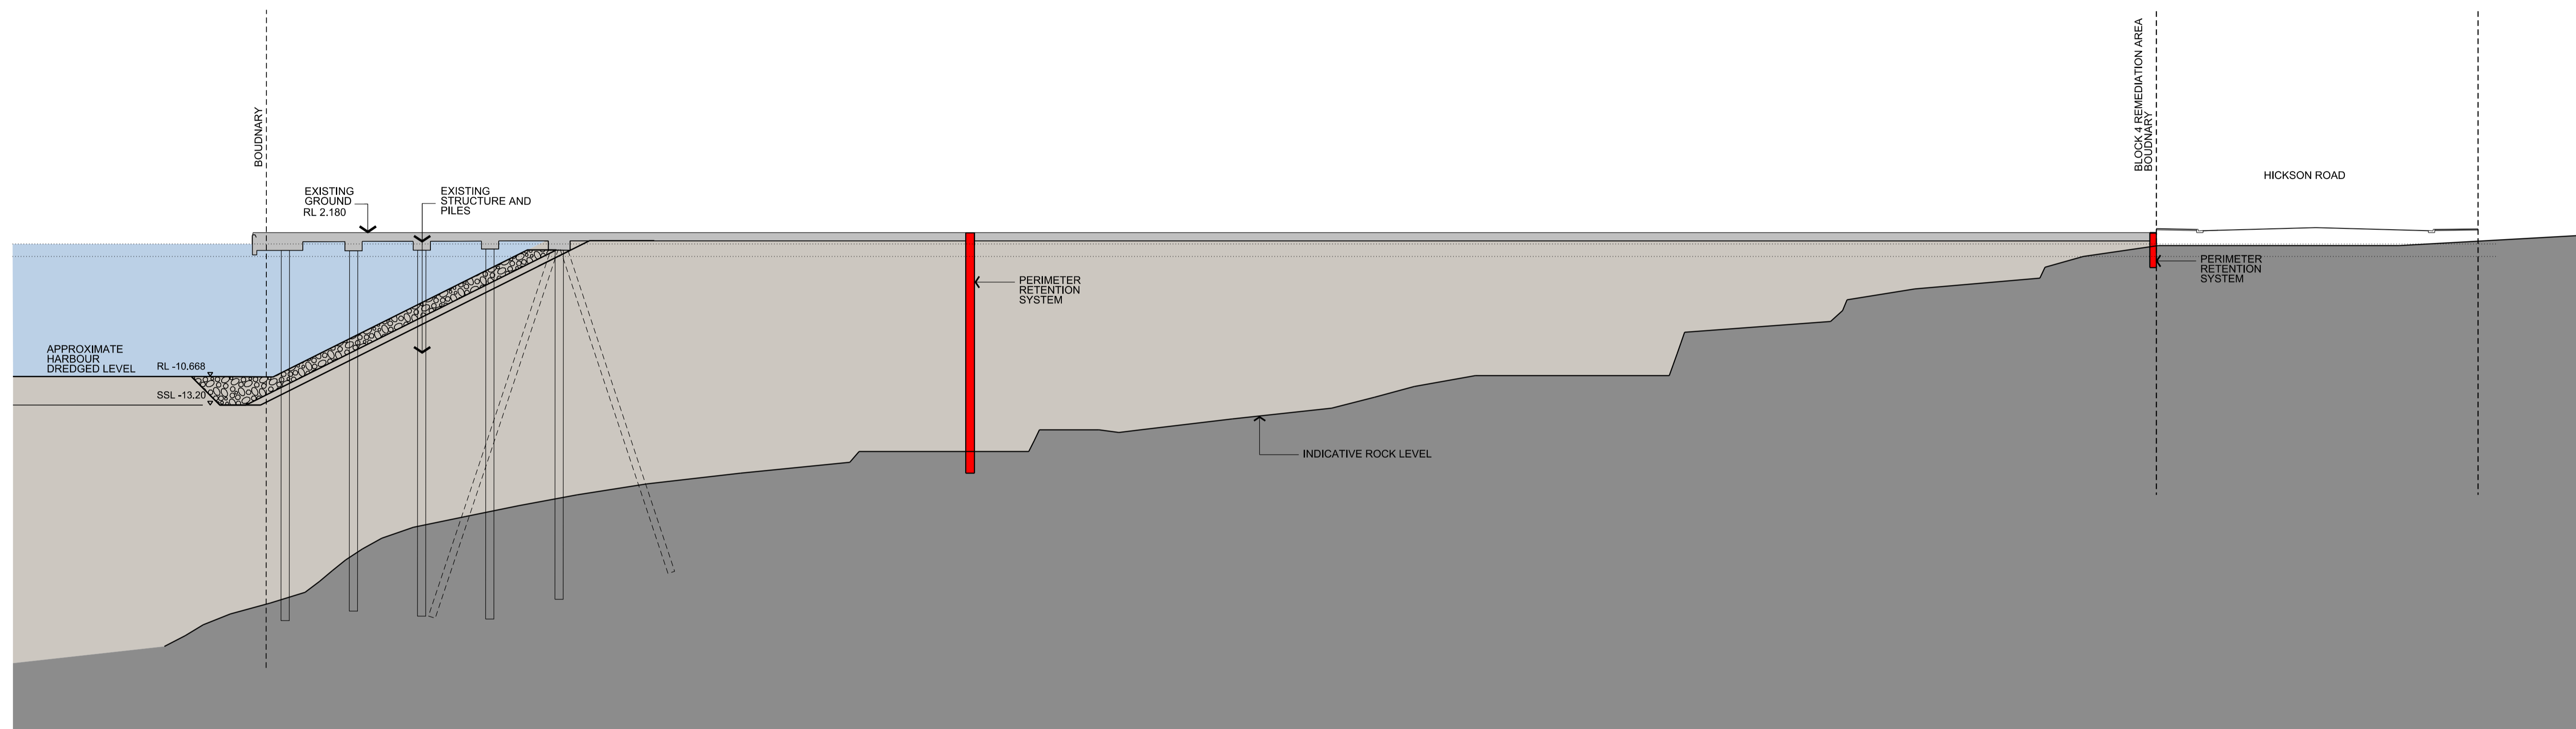 BOUDNARY
BLOCK 4 REMEDIATION AREA
BOUDNARY
HICKSON ROAD
EXISTING
GROUND
RL 2.180
EXISTING
STRUCTURE AND
PILES
PERIMETER
RETENTION
SYSTEM
PERIMETER
RETENTION
SYSTEM
APPROXIMATE
HARBOUR
DREDGED LEVEL
RL -10.668
SSL -13.20
INDICATIVE ROCK LEVEL